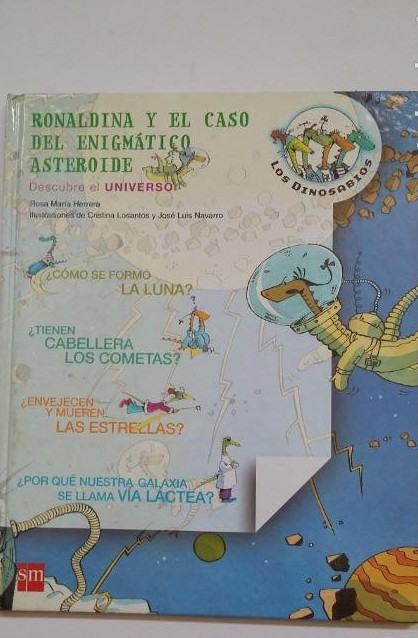 RONALDINA Y EL CASO
DEL ENIGMÁTICO
ASTEROIDE
Descubre el UNIVERSO
Rosa María Herrera
Ilustraciones de Cristina Losantos y José Luis Navarro
LOS DINOSABIOS
¿CÓMO SE FORMÓ
LA LUNA?
¿TIENEN
CABELLERA
LOS COMETAS?
¿ENVEJECEN
Y MUEREN
LAS ESTRELLAS?
¿POR QUÉ NUESTRA GALAXIA
SE LLAMA VÍA LÁCTEA?
sm